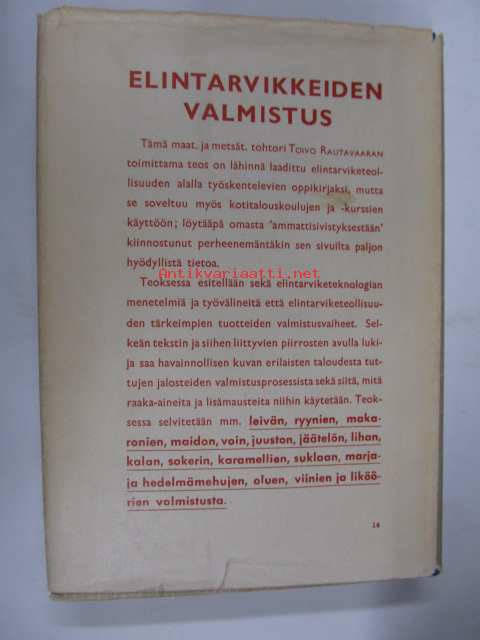 ELINTARVIKKEIDEN
VALMISTUS
Tämä maat. ja metsät. tohtori TOIVO RAUTAVAARAN
toimittama teos on lähinnä laadittu elintarviketeol-
lisuuden alalla työskentelevien oppikirjaksi, mutta
se soveltuu myös kotitalouskoulujen ja -kurssien
käyttöön; löytääpä omasta 'ammattisivistyksestään'
kiinnostunut perheenemäntäkin sen sivuilta paljon
hyödyllistä tietoa.
Antikvariaatti.net
Teoksessa esitellään sekä elintarviketeknologian
menetelmiä ja työvälineitä että elintarviketeollisuu-
den tärkeimpien tuotteiden valmistusvaiheet. Sel-
keän tekstin ja siihen liittyvien piirrosten avulla luki-
ja saa havainnollisen kuvan erilaisten taloudesta tut-
tujen jalosteiden valmistusprosessista sekä siitä, mitä
raaka-aineita ja lisämausteita niihin käytetään. Teok-
sessa selvitetään mm. leivän, ryynien, maka-
ronien, maidon, voin, juuston, jäätelön, lihan,
kalan, sokerin, karamellien, suklaan, marja-
ja hedelmämehujen, oluen, viinien ja liköö-
rien valmistusta.
16